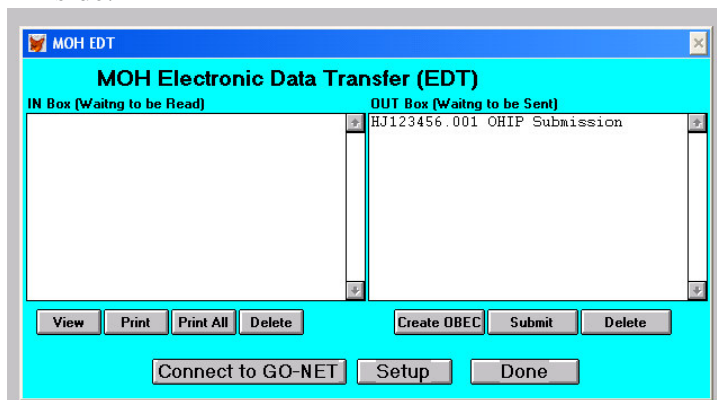 MOH EDT
MOH Electronic Data Transfer (EDT)
IN Box (Waitng to be Read) OUT Box (Waitng to be Sent)
HJ123456.001 OHIP Submission
View Print Print All Delete Create OBEC Submit Delete
Connect to GO-NET Setup Done